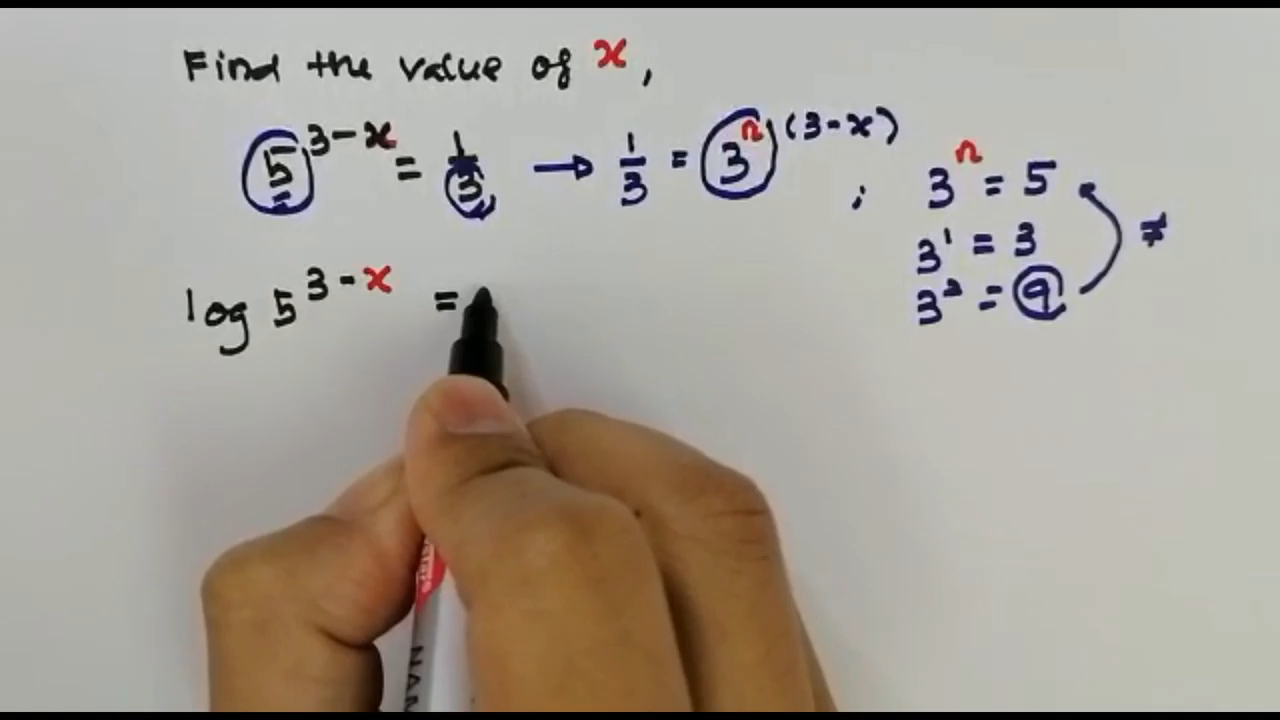 Find the value of x,
5^{3-x} = 1/3 → 1/3 = 3^{n(3-x)} ; 3^n = 5
3^1 = 3
3^2 = 9 ≠
log 5^{3-x} =
NAM